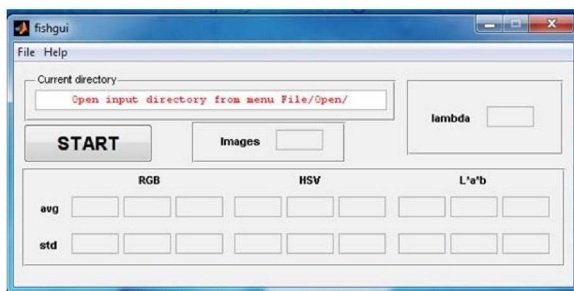 fishgui
File Help
Current directory
Open input directory from menu File/Open/
lambda
START
Images
RGB HSV L*a*b
avg
std